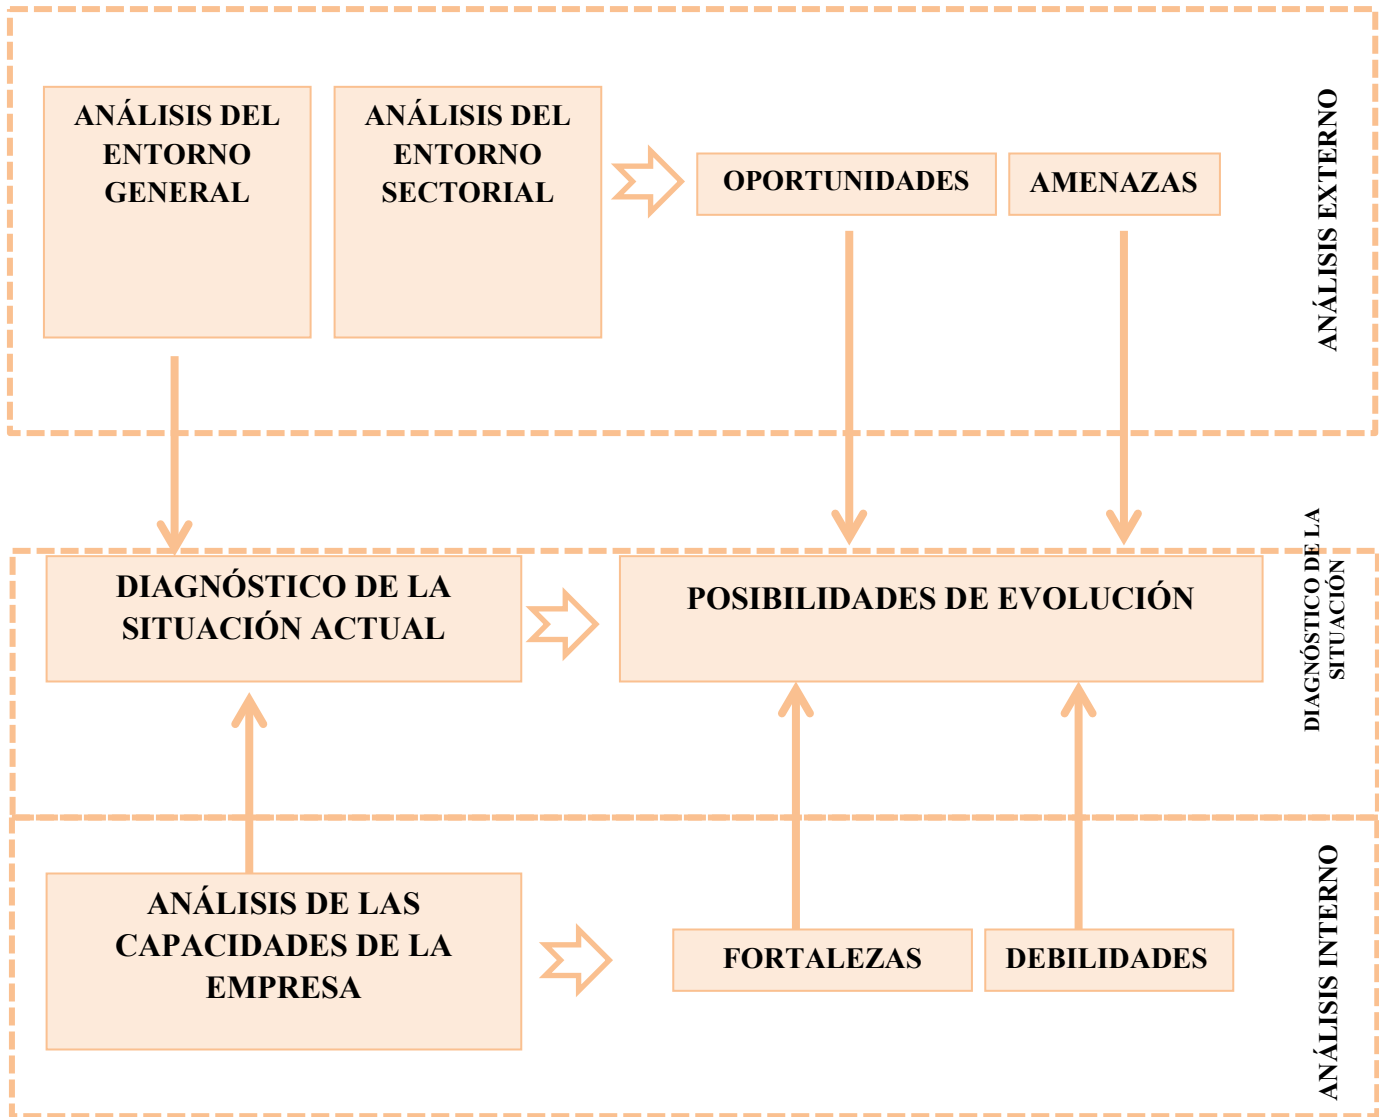 ANÁLISIS DEL
ENTORNO
GENERAL
ANÁLISIS DEL
ENTORNO
SECTORIAL
OPORTUNIDADES
AMENAZAS
ANÁLISIS EXTERNO
DIAGNÓSTICO DE LA
SITUACIÓN ACTUAL
POSIBILIDADES DE EVOLUCIÓN
DIAGNÓSTICO DE LA
SITUACIÓN
ANÁLISIS DE LAS
CAPACIDADES DE LA
EMPRESA
FORTALEZAS
DEBILIDADES
ANÁLISIS INTERNO